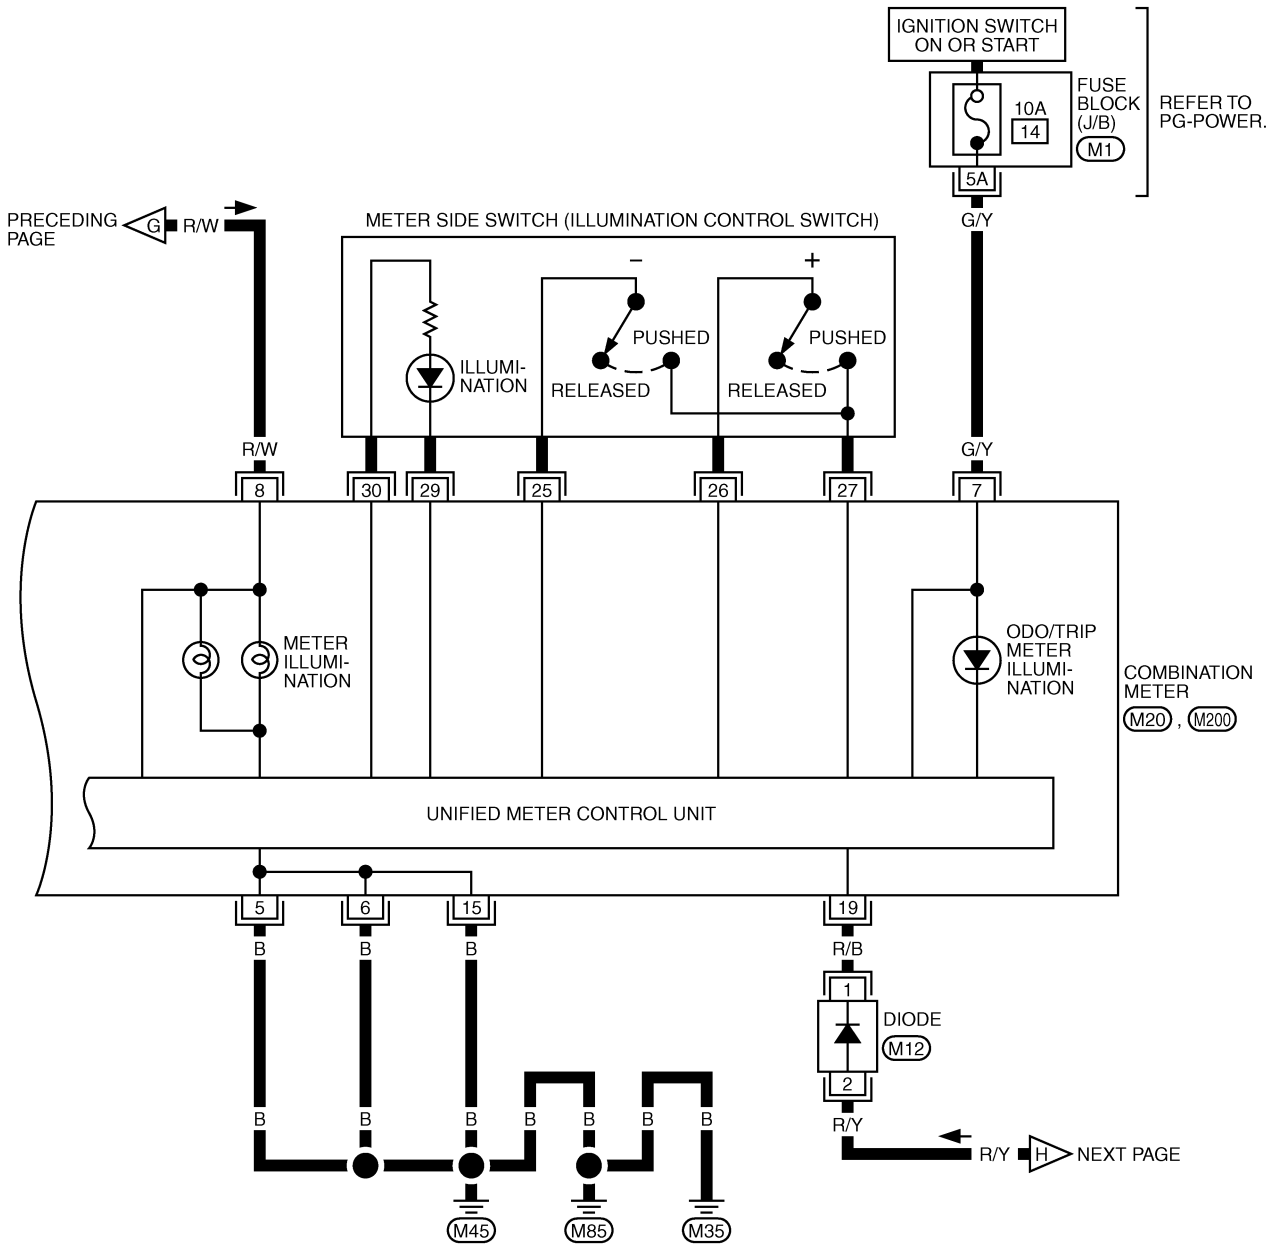 IGNITION SWITCH
ON OR START
FUSE
BLOCK
(J/B)
M1
10A
14
REFER TO
PG-POWER.
5A
G/Y
PRECEDING
PAGE
G
R/W
METER SIDE SWITCH (ILLUMINATION CONTROL SWITCH)
−
+
PUSHED
PUSHED
ILLUMI-
NATION
RELEASED
RELEASED
R/W
G/Y
8
30
29
25
26
27
7
METER
ILLUMI-
NATION
ODO/TRIP
METER
ILLUMI-
NATION
COMBINATION
METER
M20 , M200
UNIFIED METER CONTROL UNIT
5
6
15
19
B
B
B
R/B
1
DIODE
M12
2
B
B
B
B
B
B
B
R/Y
R/Y
H
NEXT PAGE
M45
M85
M35